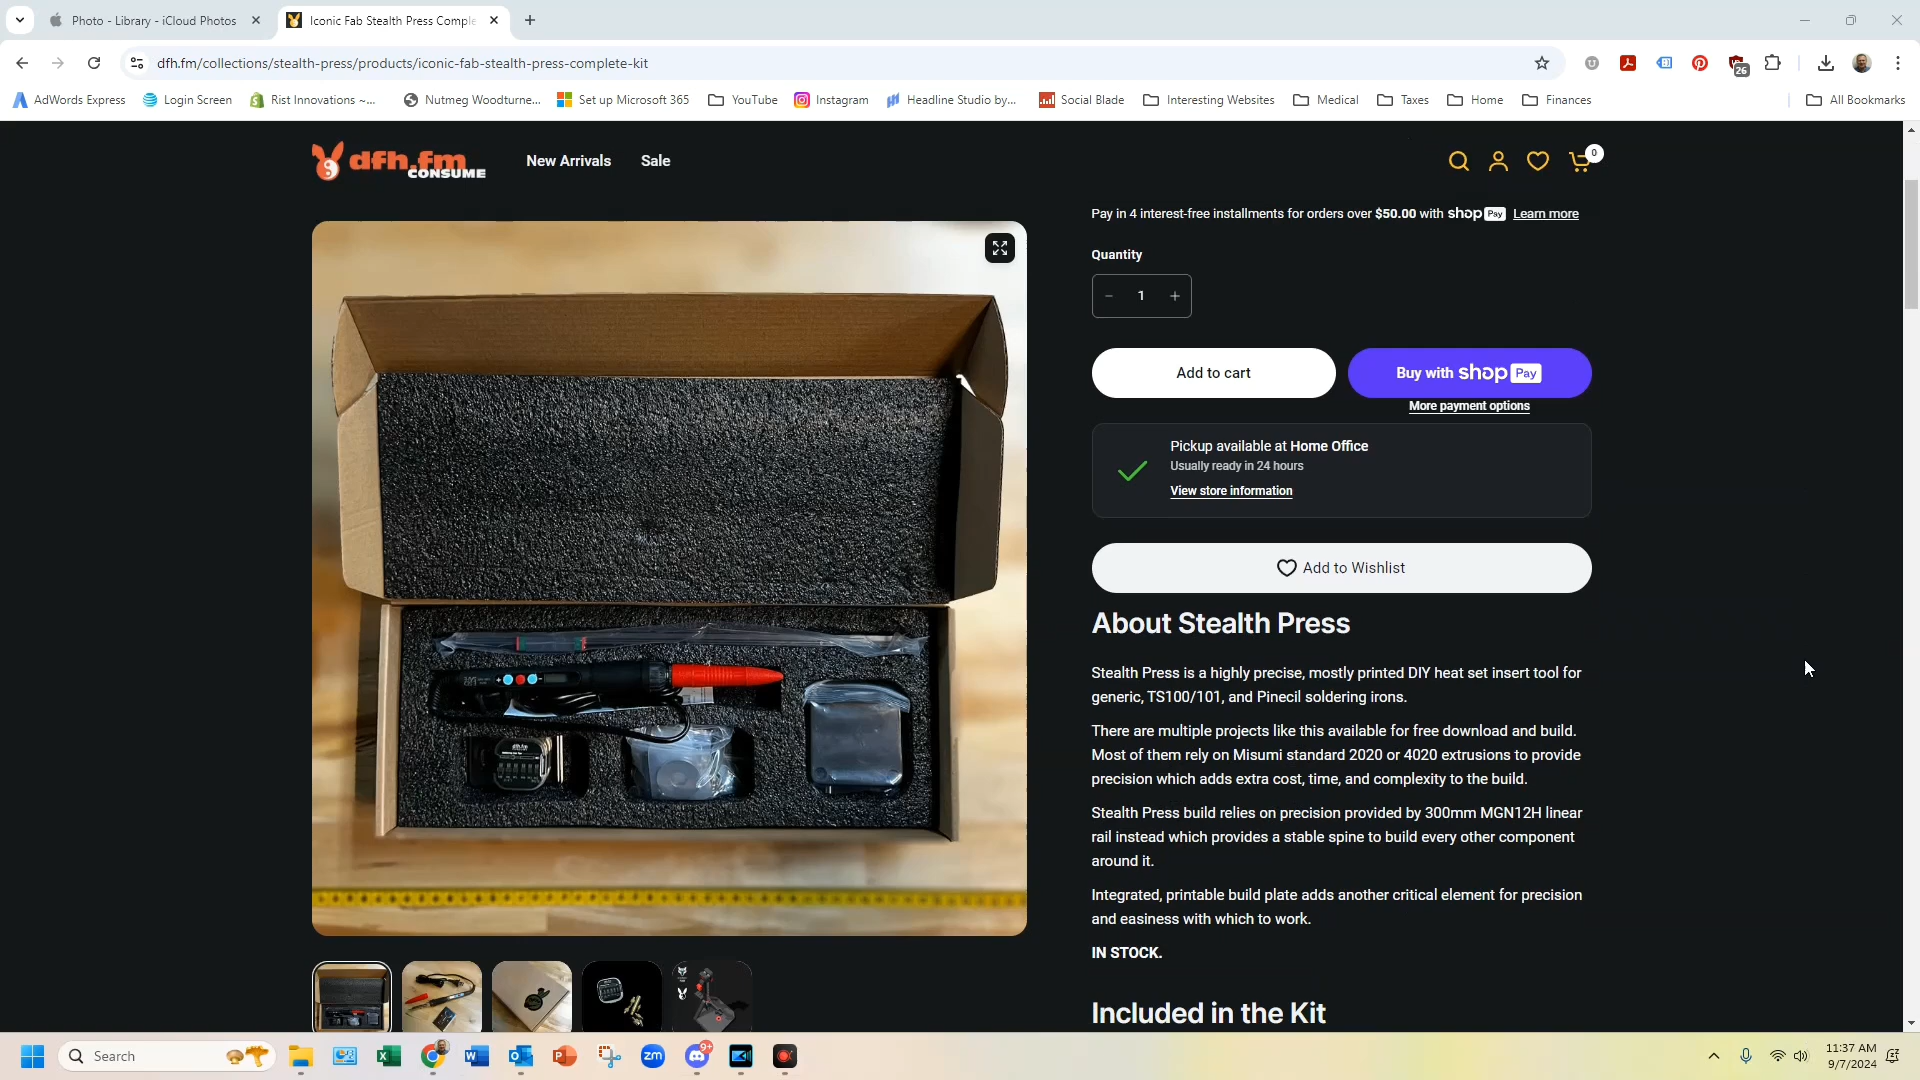 Photo - Library - iCloud Photos
Iconic Fab Stealth Press Comple
dfh.fm/collections/stealth-press/products/iconic-fab-stealth-press-complete-kit
26
AdWords Express
Login Screen
Rist Innovations ~...
Nutmeg Woodturne...
Set up Microsoft 365
YouTube
Instagram
Headline Studio by...
Social Blade
Interesting Websites
Medical
Taxes
Home
Finances
All Bookmarks
dfh.fm
CONSUME
New Arrivals
Sale
0
Pay in 4 interest-free installments for orders over $50.00 with shop Pay Learn more
Quantity
− 1 +
Add to cart
Buy with shop Pay
More payment options
Pickup available at Home Office
Usually ready in 24 hours
View store information
Add to Wishlist
About Stealth Press
Stealth Press is a highly precise, mostly printed DIY heat set insert tool for
generic, TS100/101, and Pinecil soldering irons.
There are multiple projects like this available for free download and build.
Most of them rely on Misumi standard 2020 or 4020 extrusions to provide
precision which adds extra cost, time, and complexity to the build.
Stealth Press build relies on precision provided by 300mm MGN12H linear
rail instead which provides a stable spine to build every other component
around it.
Integrated, printable build plate adds another critical element for precision
and easiness with which to work.
IN STOCK.
Included in the Kit
Search
zm
9+
11:37 AM
9/7/2024